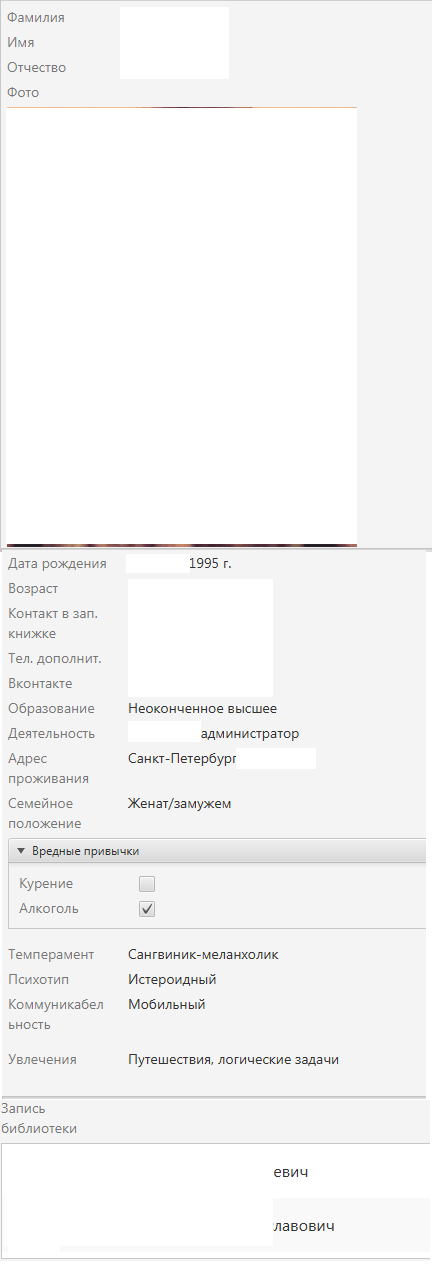 Фамилия
Имя
Отчество
Фото
Дата рождения 1995 г.
Возраст
Контакт в зап.
книжке
Тел. дополнит.
Вконтакте
Образование Неоконченное высшее
Деятельность администратор
Адрес Санкт-Петербург
проживания
Семейное Женат/замужем
положение
Вредные привычки
Курение
Алкоголь
Темперамент Сангвиник-меланхолик
Психотип Истероидный
Коммуникабел Мобильный
ьность
Увлечения Путешествия, логические задачи
Запись
библиотеки
евич
лавович